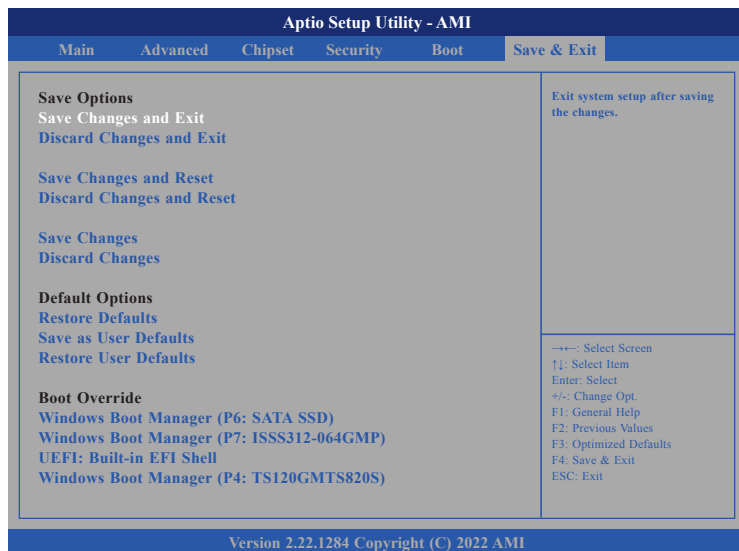 Aptio Setup Utility - AMI
Main Advanced Chipset Security Boot Save & Exit
Save Options
Save Changes and Exit
Discard Changes and Exit
Save Changes and Reset
Discard Changes and Reset
Save Changes
Discard Changes
Default Options
Restore Defaults
Save as User Defaults
Restore User Defaults
Boot Override
Windows Boot Manager (P6: SATA SSD)
Windows Boot Manager (P7: ISSS312-064GMP)
UEFI: Built-in EFI Shell
Windows Boot Manager (P4: TS120GMTS820S)
Exit system setup after saving
the changes.
→←: Select Screen
↑↓: Select Item
Enter: Select
+/-: Change Opt.
F1: General Help
F2: Previous Values
F3: Optimized Defaults
F4: Save & Exit
ESC: Exit
Version 2.22.1284 Copyright (C) 2022 AMI